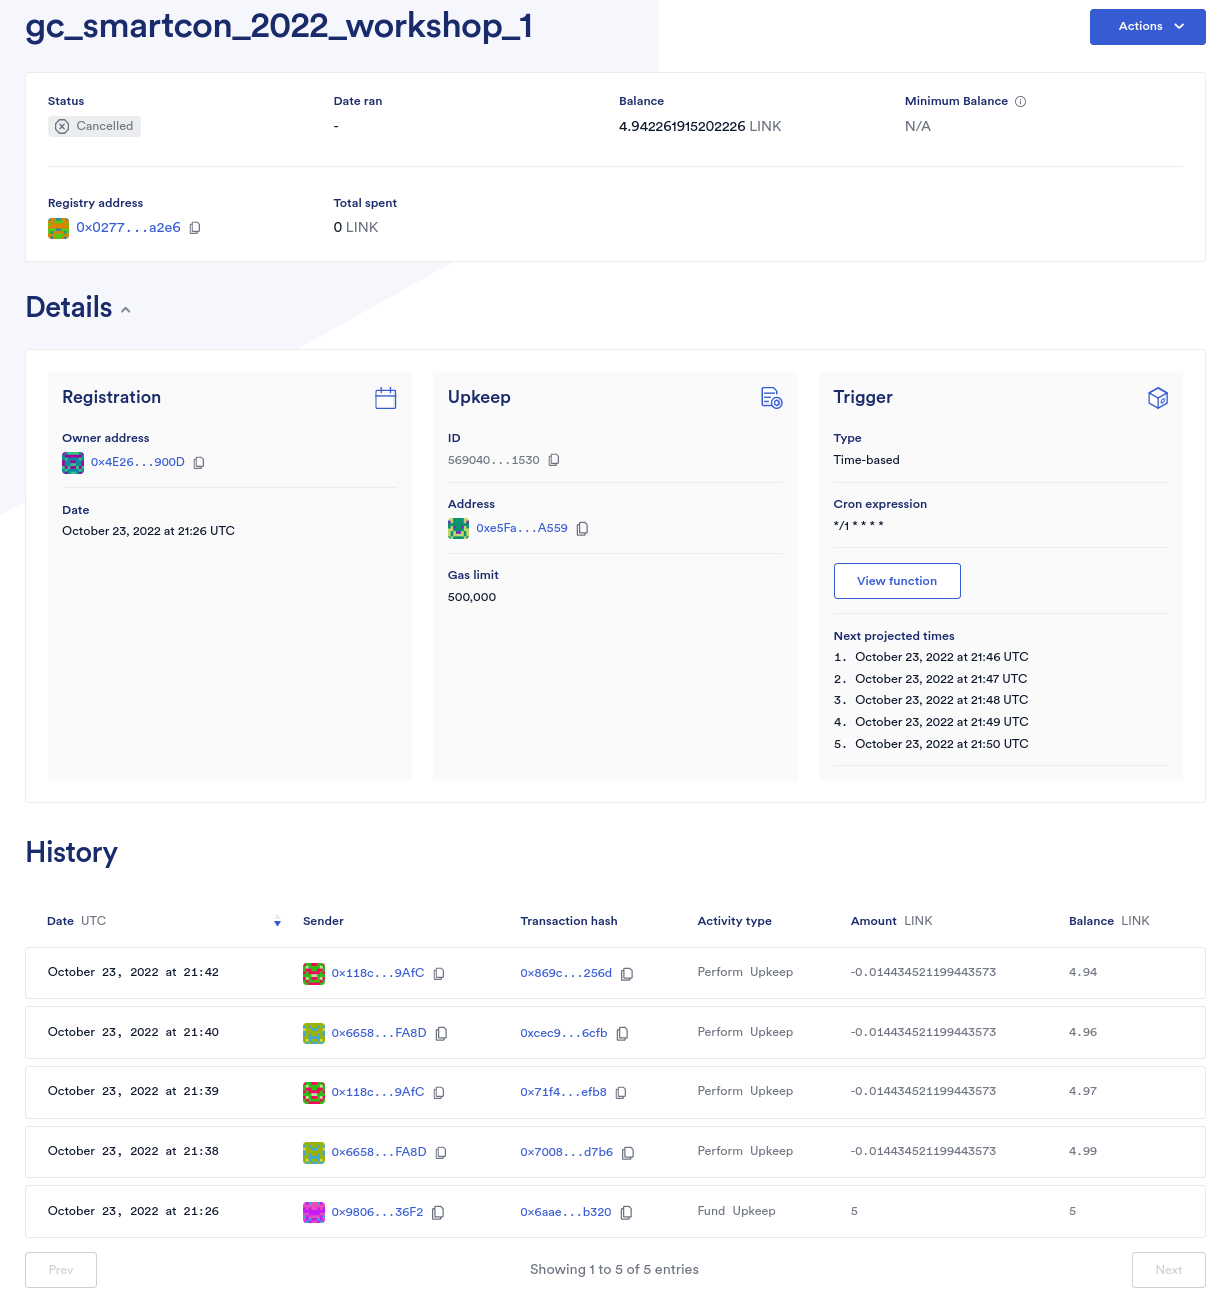 gc_smartcon_2022_workshop_1
Actions
Status Date ran Balance Minimum Balance
Cancelled - 4.942261915202226 LINK N/A
Registry address Total spent
0x0277...a2e6 0 LINK
Details
Registration Upkeep Trigger
Owner address ID Type
0x4E26...900D 569040...1530 Time-based
Date Address Cron expression
October 23, 2022 at 21:26 UTC 0xe5Fa...A559 */1 * * * *
Gas limit View function
500,000
Next projected times
1. October 23, 2022 at 21:46 UTC
2. October 23, 2022 at 21:47 UTC
3. October 23, 2022 at 21:48 UTC
4. October 23, 2022 at 21:49 UTC
5. October 23, 2022 at 21:50 UTC
History
Date UTC Sender Transaction hash Activity type Amount LINK Balance LINK
October 23, 2022 at 21:42 0x118c...9AfC 0x869c...256d Perform Upkeep -0.014434521199443573 4.94
October 23, 2022 at 21:40 0x6658...FA8D 0xcec9...6cfb Perform Upkeep -0.014434521199443573 4.96
October 23, 2022 at 21:39 0x118c...9AfC 0x71f4...efb8 Perform Upkeep -0.014434521199443573 4.97
October 23, 2022 at 21:38 0x6658...FA8D 0x7008...d7b6 Perform Upkeep -0.014434521199443573 4.99
October 23, 2022 at 21:26 0x9806...36F2 0x6aae...b320 Fund Upkeep 5 5
Prev Showing 1 to 5 of 5 entries Next